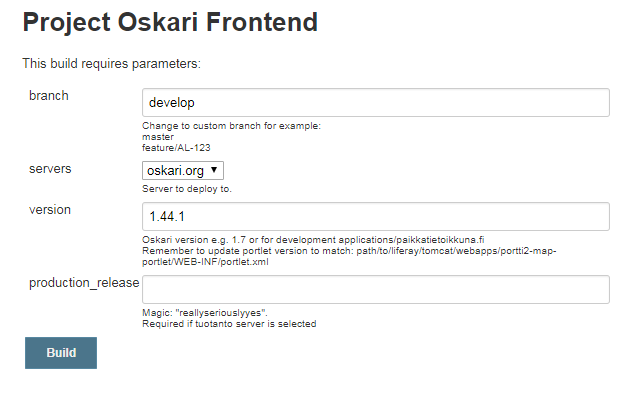 Project Oskari Frontend
This build requires parameters:
branch
develop
Change to custom branch for example:
master
feature/AL-123
servers
oskari.org
Server to deploy to.
version
1.44.1
Oskari version e.g. 1.7 or for development applications/paikkatietoikkuna.fi
Remember to update portlet version to match: path/to/liferay/tomcat/webapps/portti2-map-
portlet/WEB-INF/portlet.xml
production_release
Magic: "reallyseriouslyyes".
Required if tuotanto server is selected
Build